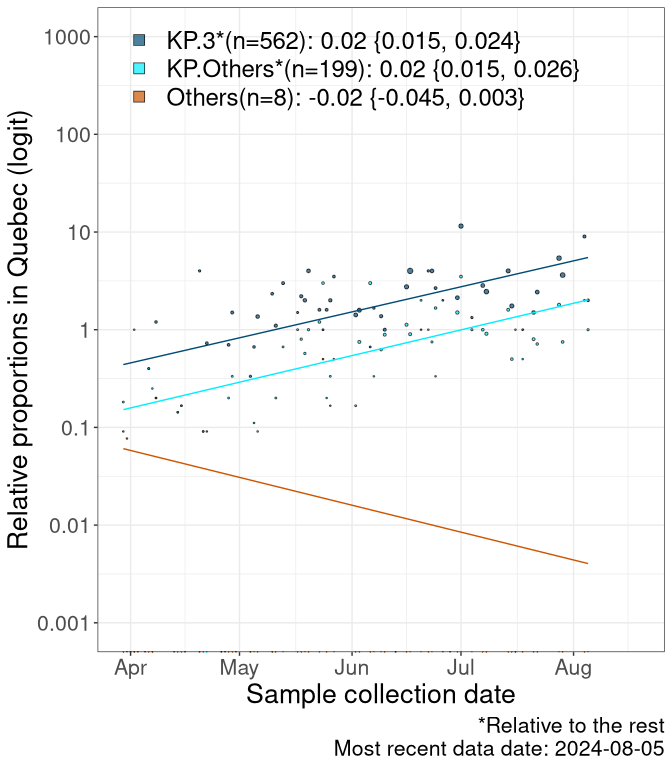 KP.3*(n=562): 0.02 {0.015, 0.024}
KP.Others*(n=199): 0.02 {0.015, 0.026}
Others(n=8): -0.02 {-0.045, 0.003}
Relative proportions in Quebec (logit)
1000
100
10
1
0.1
0.01
0.001
Apr May Jun Jul Aug
Sample collection date
*Relative to the rest
Most recent data date: 2024-08-05